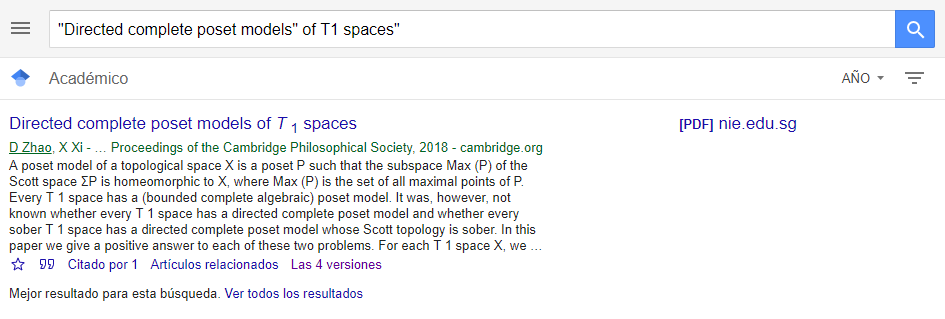 "Directed complete poset models" of T1 spaces"
Académico
AÑO
Directed complete poset models of T 1 spaces
[PDF] nie.edu.sg
D Zhao, X Xi - … Proceedings of the Cambridge Philosophical Society, 2018 - cambridge.org
A poset model of a topological space X is a poset P such that the subspace Max (P) of the
Scott space ΣP is homeomorphic to X, where Max (P) is the set of all maximal points of P.
Every T 1 space has a (bounded complete algebraic) poset model. It was, however, not
known whether every T 1 space has a directed complete poset model and whether every
sober T 1 space has a directed complete poset model whose Scott topology is sober. In this
paper we give a positive answer to each of these two problems. For each T 1 space X, we …
Citado por 1 Artículos relacionados Las 4 versiones
Mejor resultado para esta búsqueda. Ver todos los resultados